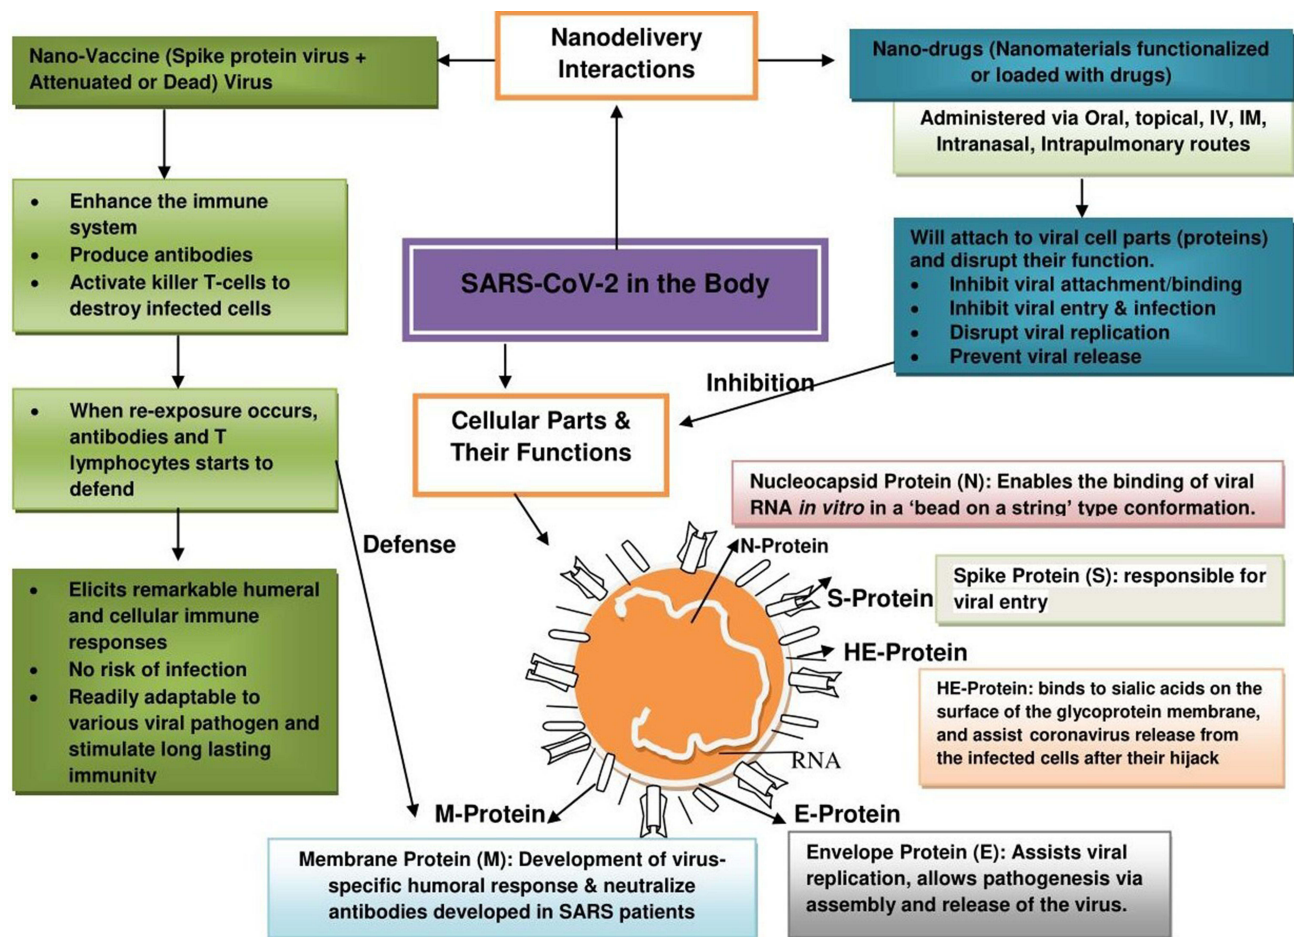 Nanodelivery
Interactions
Nano-Vaccine (Spike protein virus +
Attenuated or Dead) Virus
Nano-drugs (Nanomaterials functionalized
or loaded with drugs)
Administered via Oral, topical, IV, IM,
Intranasal, Intrapulmonary routes
• Enhance the immune
system
• Produce antibodies
• Activate killer T-cells to
destroy infected cells
SARS-CoV-2 in the Body
Will attach to viral cell parts (proteins)
and disrupt their function.
• Inhibit viral attachment/binding
• Inhibit viral entry & infection
• Disrupt viral replication
• Prevent viral release
Inhibition
• When re-exposure occurs,
antibodies and T
lymphocytes starts to
defend
Cellular Parts &
Their Functions
Defense
Nucleocapsid Protein (N): Enables the binding of viral
RNA in vitro in a ‘bead on a string’ type conformation.
N-Protein
Spike Protein (S): responsible for
viral entry
S-Protein
HE-Protein
HE-Protein: binds to sialic acids on the
surface of the glycoprotein membrane,
and assist coronavirus release from
the infected cells after their hijack
• Elicits remarkable humeral
and cellular immune
responses
• No risk of infection
• Readily adaptable to
various viral pathogen and
stimulate long lasting
immunity
RNA
M-Protein
E-Protein
Membrane Protein (M): Development of virus-
specific humoral response & neutralize
antibodies developed in SARS patients
Envelope Protein (E): Assists viral
replication, allows pathogenesis via
assembly and release of the virus.